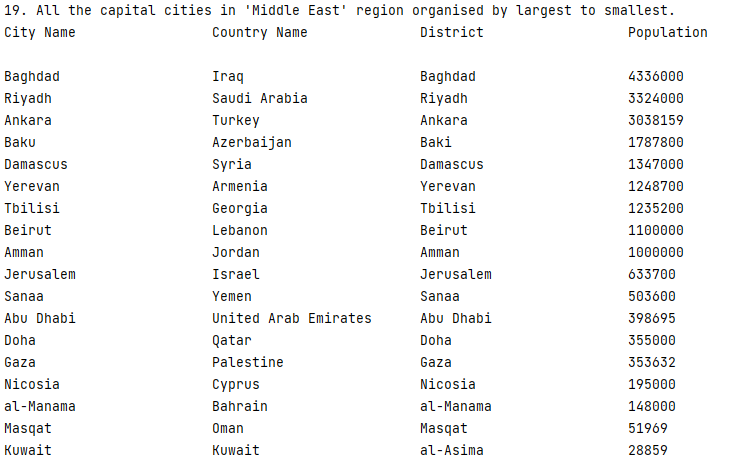 19. All the capital cities in 'Middle East' region organised by largest to smallest.
City Name Country Name District Population
Baghdad Iraq Baghdad 4336000
Riyadh Saudi Arabia Riyadh 3324000
Ankara Turkey Ankara 3038159
Baku Azerbaijan Baki 1787800
Damascus Syria Damascus 1347000
Yerevan Armenia Yerevan 1248700
Tbilisi Georgia Tbilisi 1235200
Beirut Lebanon Beirut 1100000
Amman Jordan Amman 1000000
Jerusalem Israel Jerusalem 633700
Sanaa Yemen Sanaa 503600
Abu Dhabi United Arab Emirates Abu Dhabi 398695
Doha Qatar Doha 355000
Gaza Palestine Gaza 353632
Nicosia Cyprus Nicosia 195000
al-Manama Bahrain al-Manama 148000
Masqat Oman Masqat 51969
Kuwait Kuwait al-Asima 28859